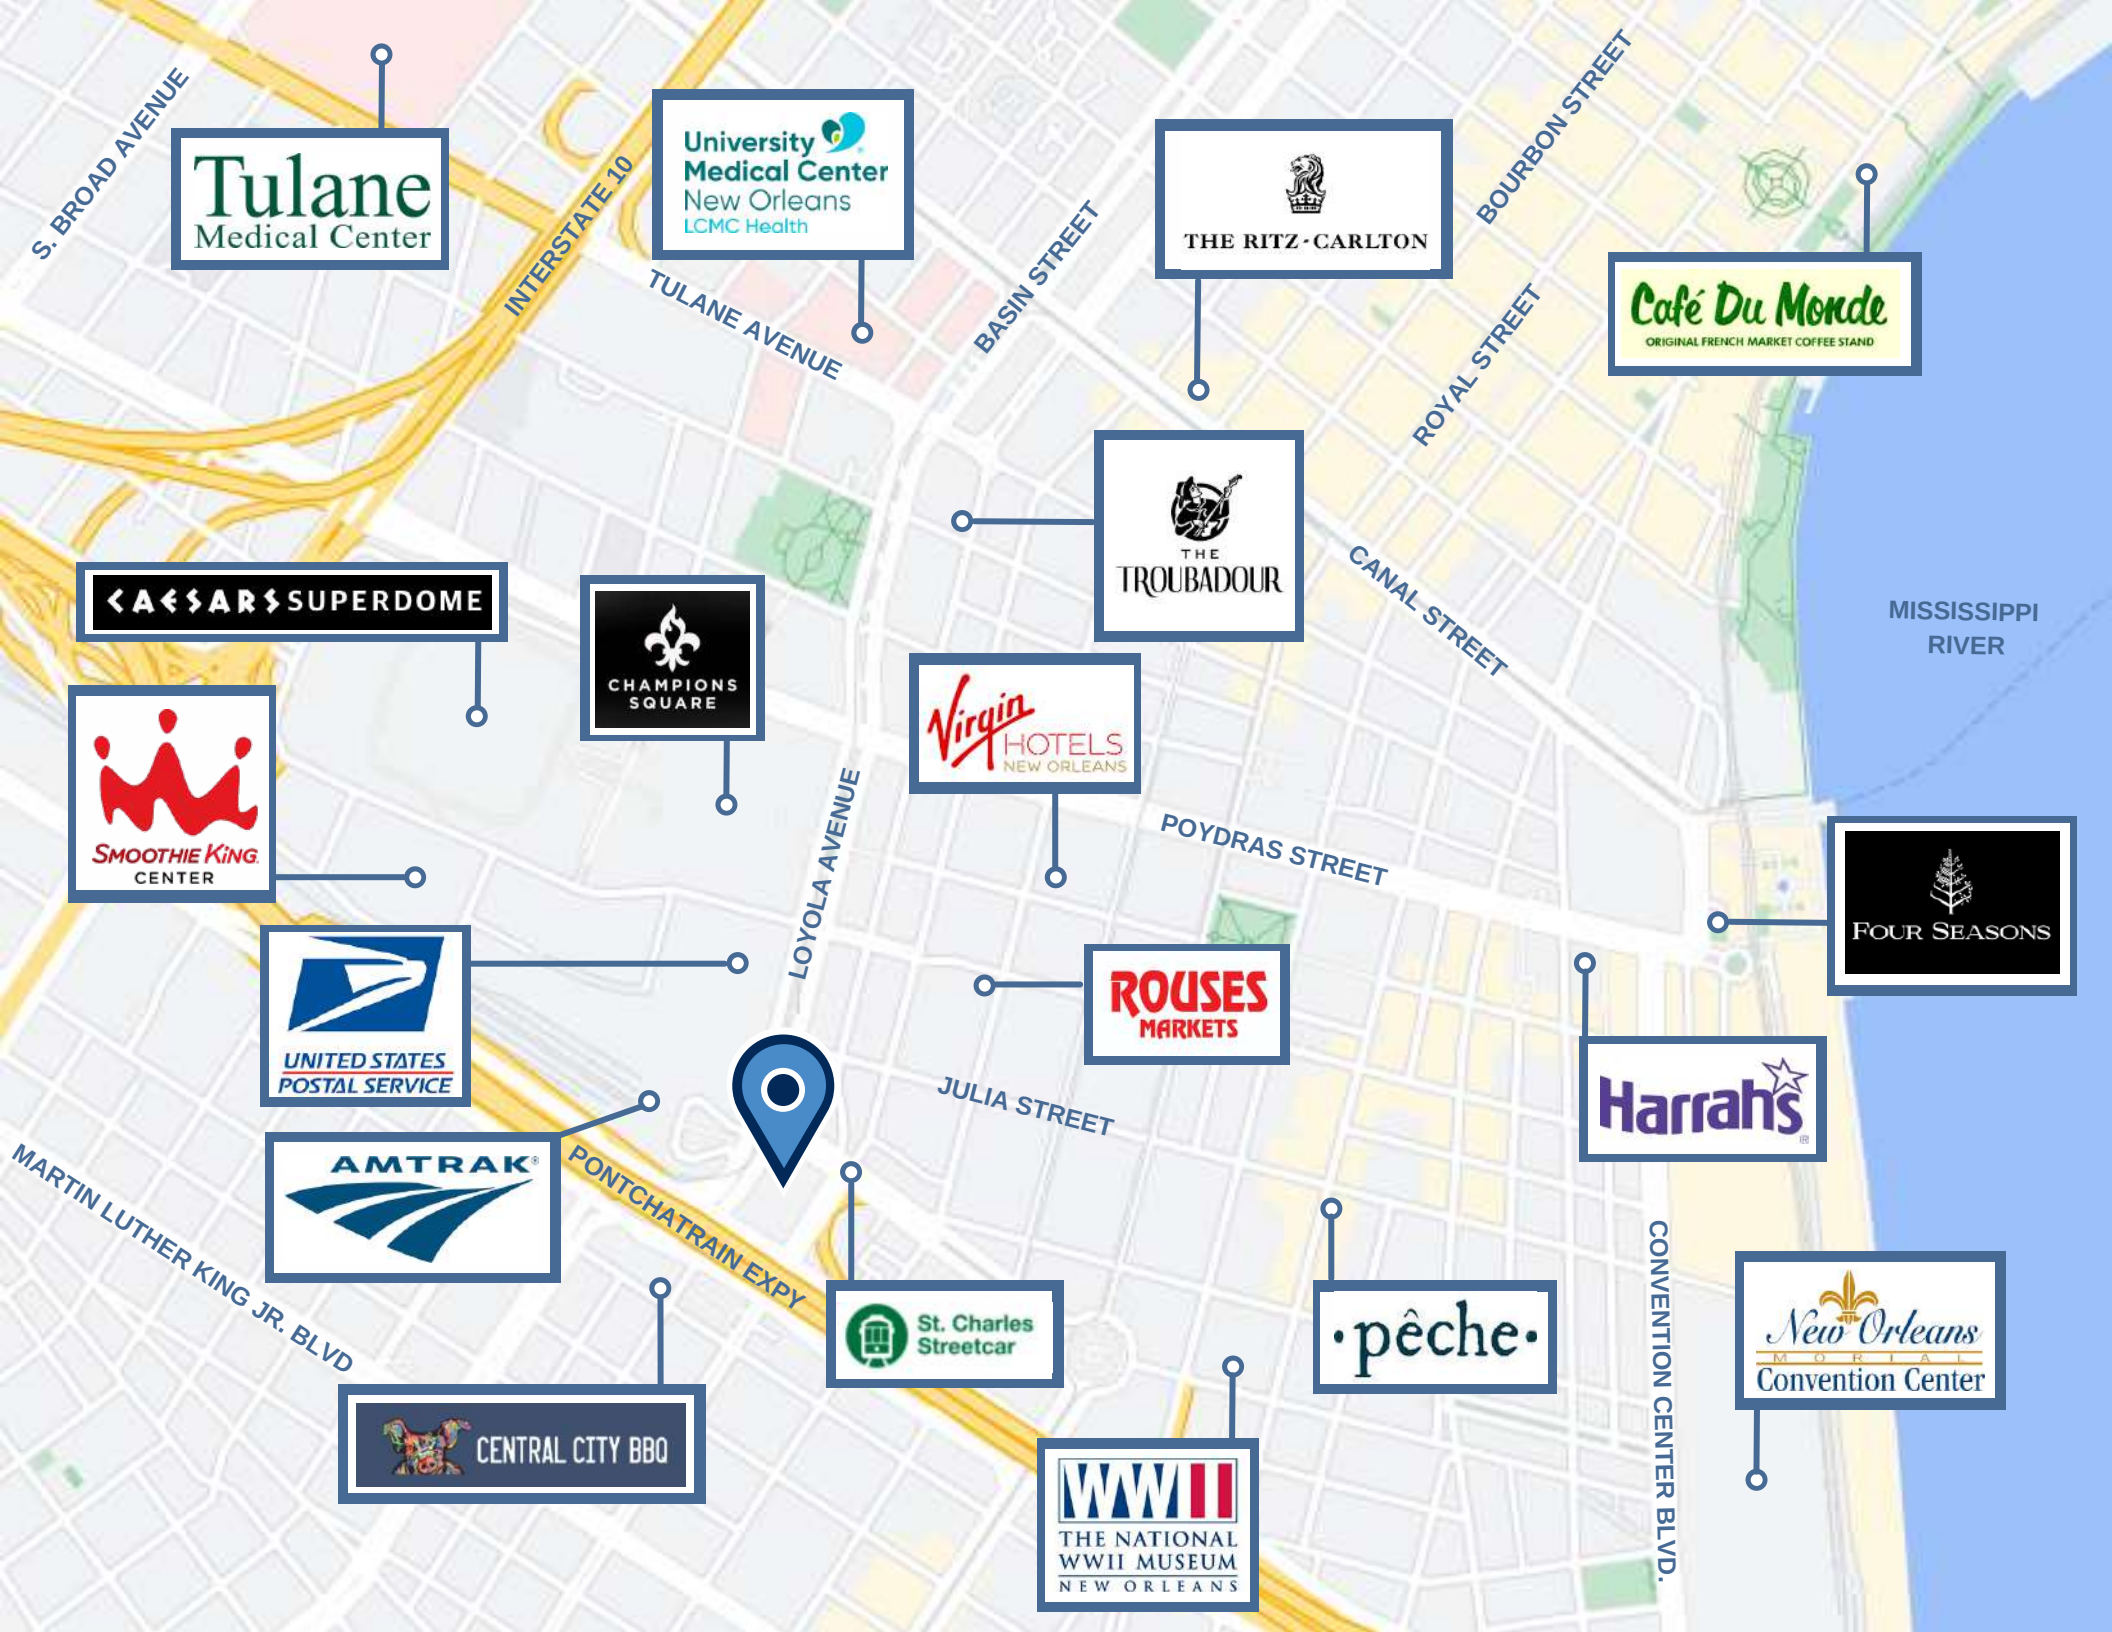 S. BROAD AVENUE
Tulane
Medical Center
INTERSTATE 10
University
Medical Center
New Orleans
LCMC Health
TULANE AVENUE
BASIN STREET
THE RITZ-CARLTON
BOURBON STREET
ROYAL STREET
Café Du Monde
ORIGINAL FRENCH MARKET COFFEE STAND
THE
TROUBADOUR
CANAL STREET
MISSISSIPPI
RIVER
CAESARS SUPERDOME
CHAMPIONS
SQUARE
Virgin
HOTELS
NEW ORLEANS
SMOOTHIE KING
CENTER
LOYOLA AVENUE
POYDRAS STREET
FOUR SEASONS
UNITED STATES
POSTAL SERVICE
ROUSES
MARKETS
Harrah's
®
JULIA STREET
AMTRAK®
PONTCHATRAIN EXPY
MARTIN LUTHER KING JR. BLVD
St. Charles
Streetcar
·pêche·
CONVENTION CENTER BLVD.
New Orleans
MORIAL
Convention Center
CENTRAL CITY BBQ
WWII
THE NATIONAL
WWII MUSEUM
NEW ORLEANS